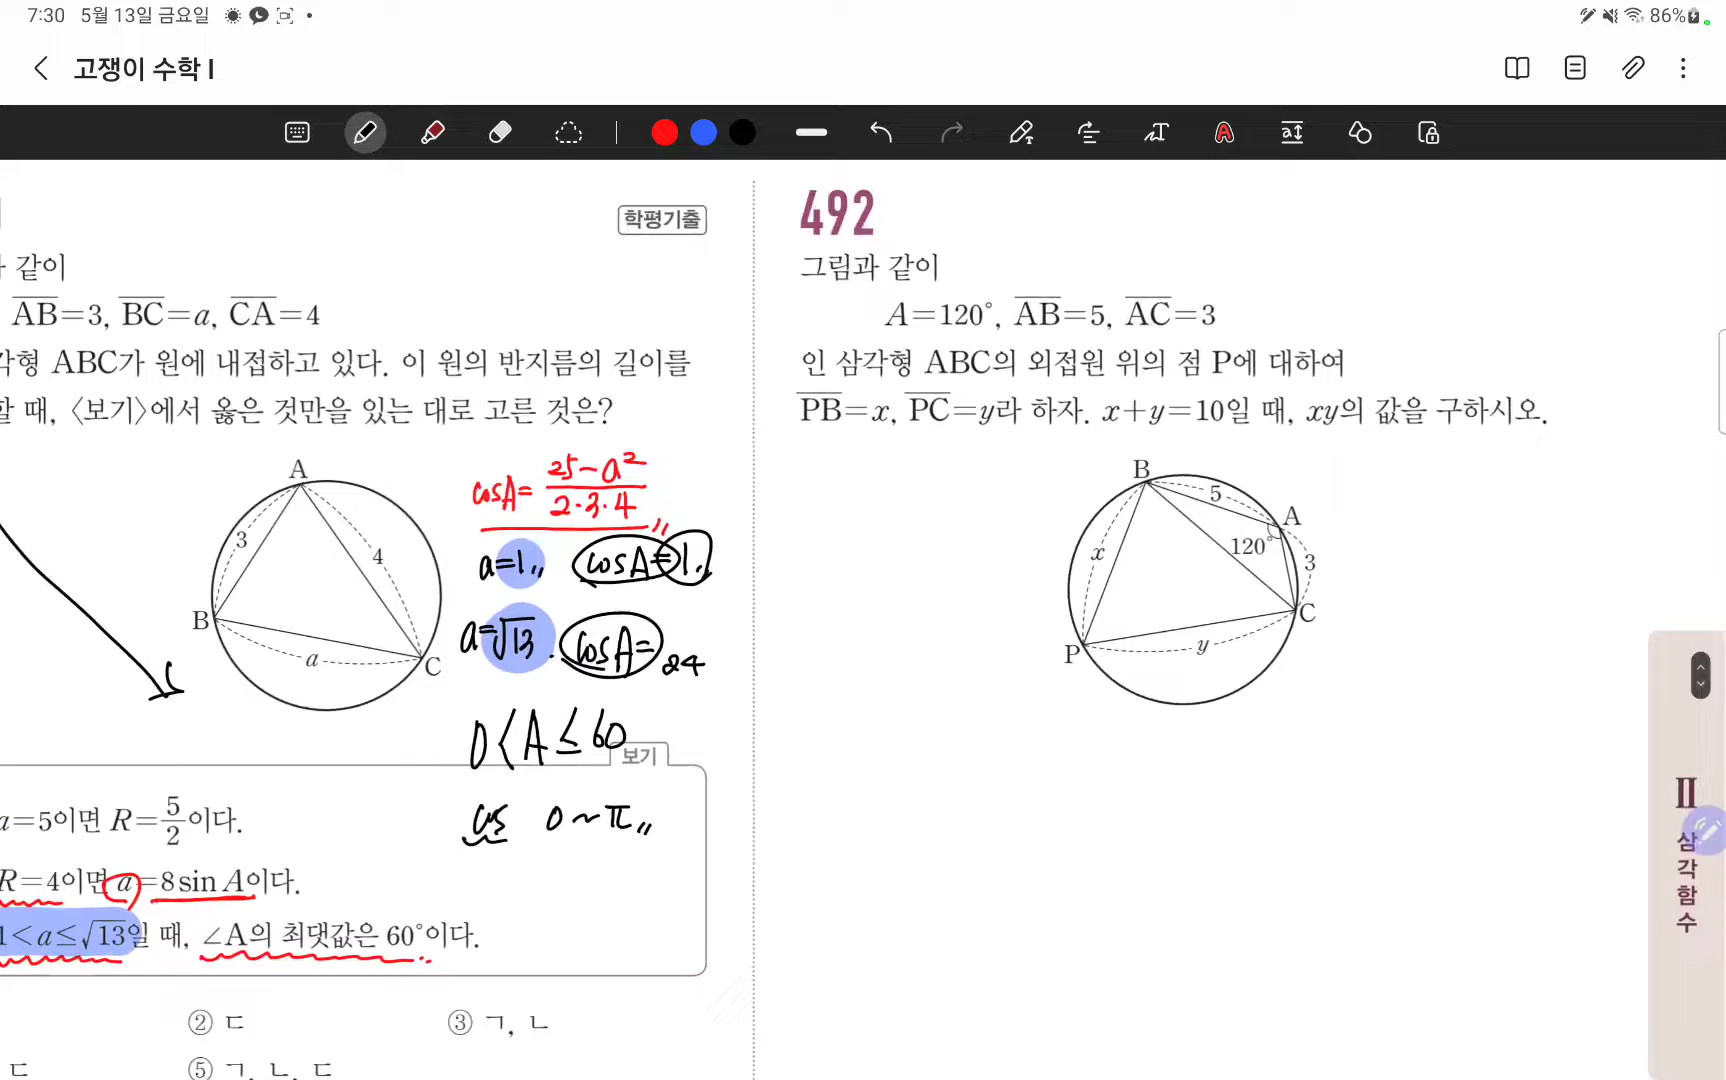 7:30 5월 13일 금요일
86%
고쟁이 수학 I
학평기출
같이
AB=3, BC=a, CA=4
각형 ABC가 원에 내접하고 있다. 이 원의 반지름의 길이를
할 때, <보기>에서 옳은 것만을 있는 대로 고른 것은?
A
3
4
B
a
C
cosA= 25-a²
2·3·4
a=1,, cosA=1.
a=√13. cosA= 24
0<A≤60
보기
cos 0~π,,
a=5이면 R=5/2이다.
R=4이면 a=8sin A이다.
1<a≤√13일 때, ∠A의 최댓값은 60°이다.
② ㄷ
③ ㄱ, ㄴ
ㄷ
⑤ ㄱ, ㄴ, ㄷ
492
그림과 같이
A=120°, AB=5, AC=3
인 삼각형 ABC의 외접원 위의 점 P에 대하여
PB=x, PC=y라 하자. x+y=10일 때, xy의 값을 구하시오.
B
5
A
x
120°
3
C
P
y
II
삼각함수